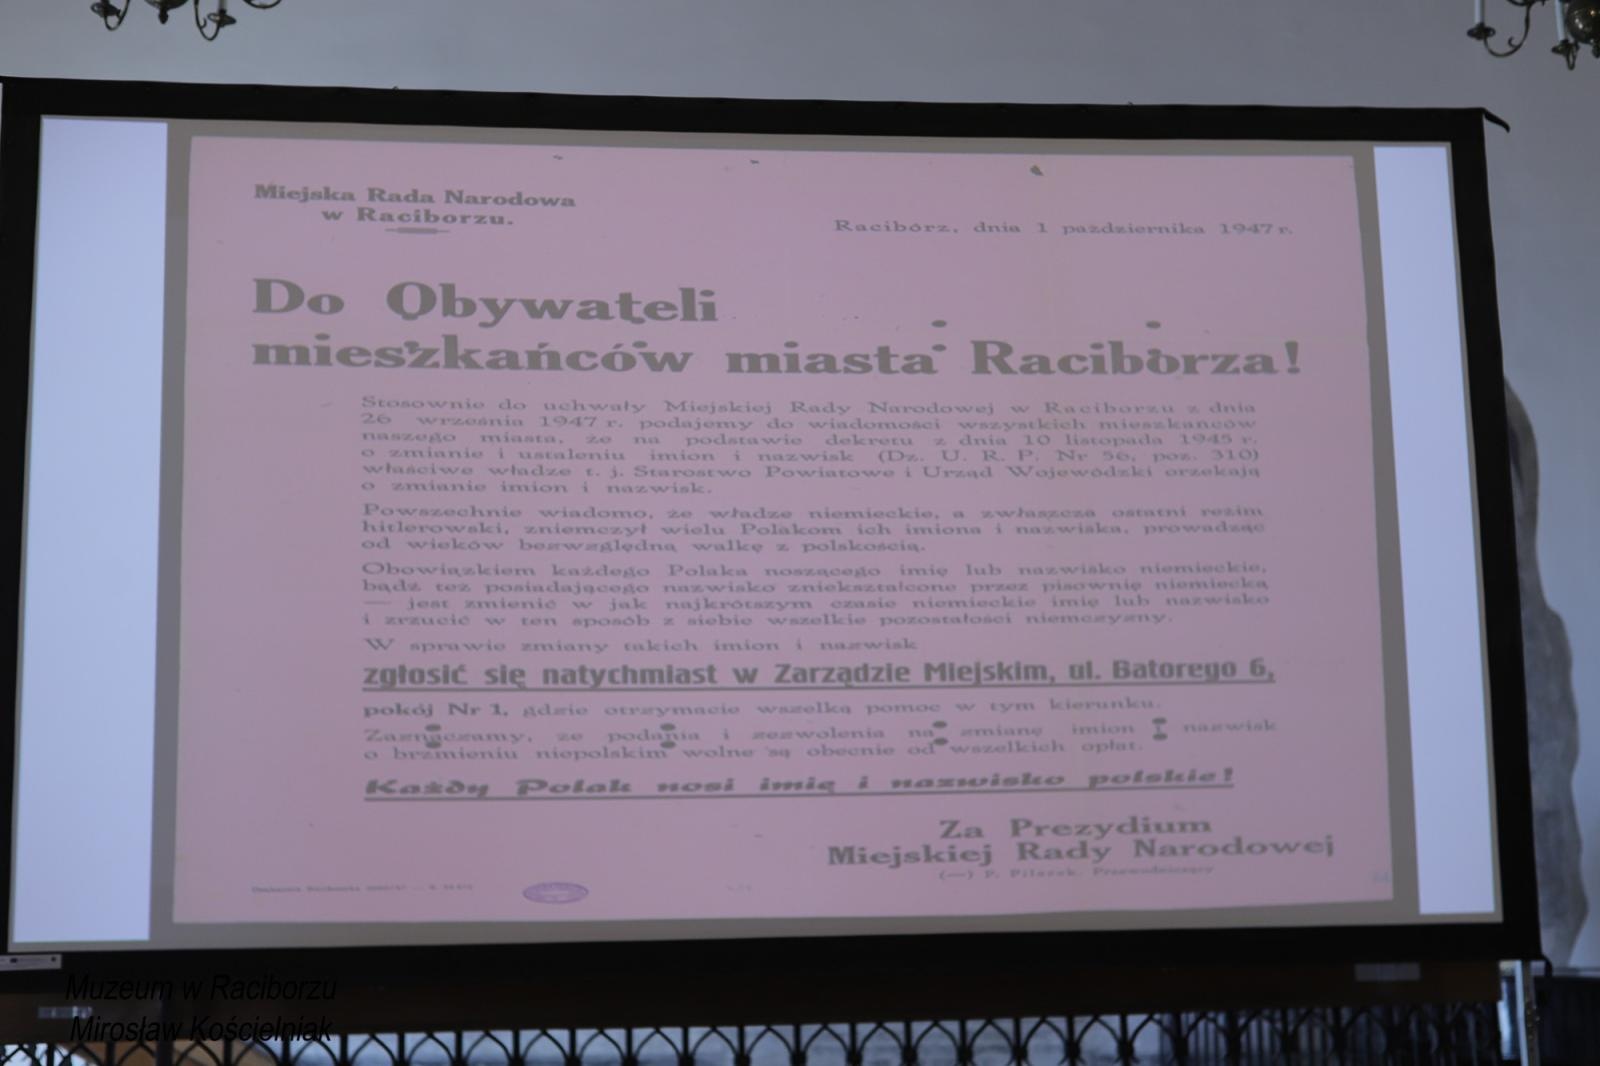 Miejska Rada Narodowa
w Raciborzu.
Racibórz, dnia 1 października 1947 r.
Do Obywateli
mieszkańców miasta Raciborza!
Stosownie do uchwały Miejskiej Rady Narodowej w Raciborzu z dnia
26 września 1947 r. podajemy do wiadomości wszystkich mieszkańców
naszego miasta, że na podstawie dekretu z dnia 10 listopada 1945 r.
o zmianie i ustaleniu imion i nazwisk (Dz. U. R. P. Nr 56, poz. 310)
właściwe władze t. j. Starostwo Powiatowe i Urząd Wojewódzki orzekają
o zmianie imion i nazwisk.
Powszechnie wiadomo, że władze niemieckie, a zwłaszcza ostatni reżim
hitlerowski, zniemczył wielu Polakom ich imiona i nazwiska, prowadząc
od wieków bezwzględną walkę z polskością.
Obowiązkiem każdego Polaka noszącego imię lub nazwisko niemieckie,
bądź też posiadającego nazwisko zniekształcone przez pisownię niemiecką
— jest zmienić w jak najkrótszym czasie niemieckie imię lub nazwisko
i zrzucić w ten sposób z siebie wszelkie pozostałości niemczyzny.
W sprawie zmiany takich imion i nazwisk
zgłosić się natychmiast w Zarządzie Miejskim, ul. Batorego 6,
pokój Nr 1, gdzie otrzymacie wszelką pomoc w tym kierunku.
Zaznaczamy, że podania i zezwolenia na zmianę imion i nazwisk
o brzmieniu niepolskim wolne są obecnie od wszelkich opłat.
Każdy Polak nosi imię i nazwisko polskie!
Za Prezydium
Miejskiej Rady Narodowej
(—) P. Przewodniczący
Muzeum w Raciborzu
Mirosław Kościelniak